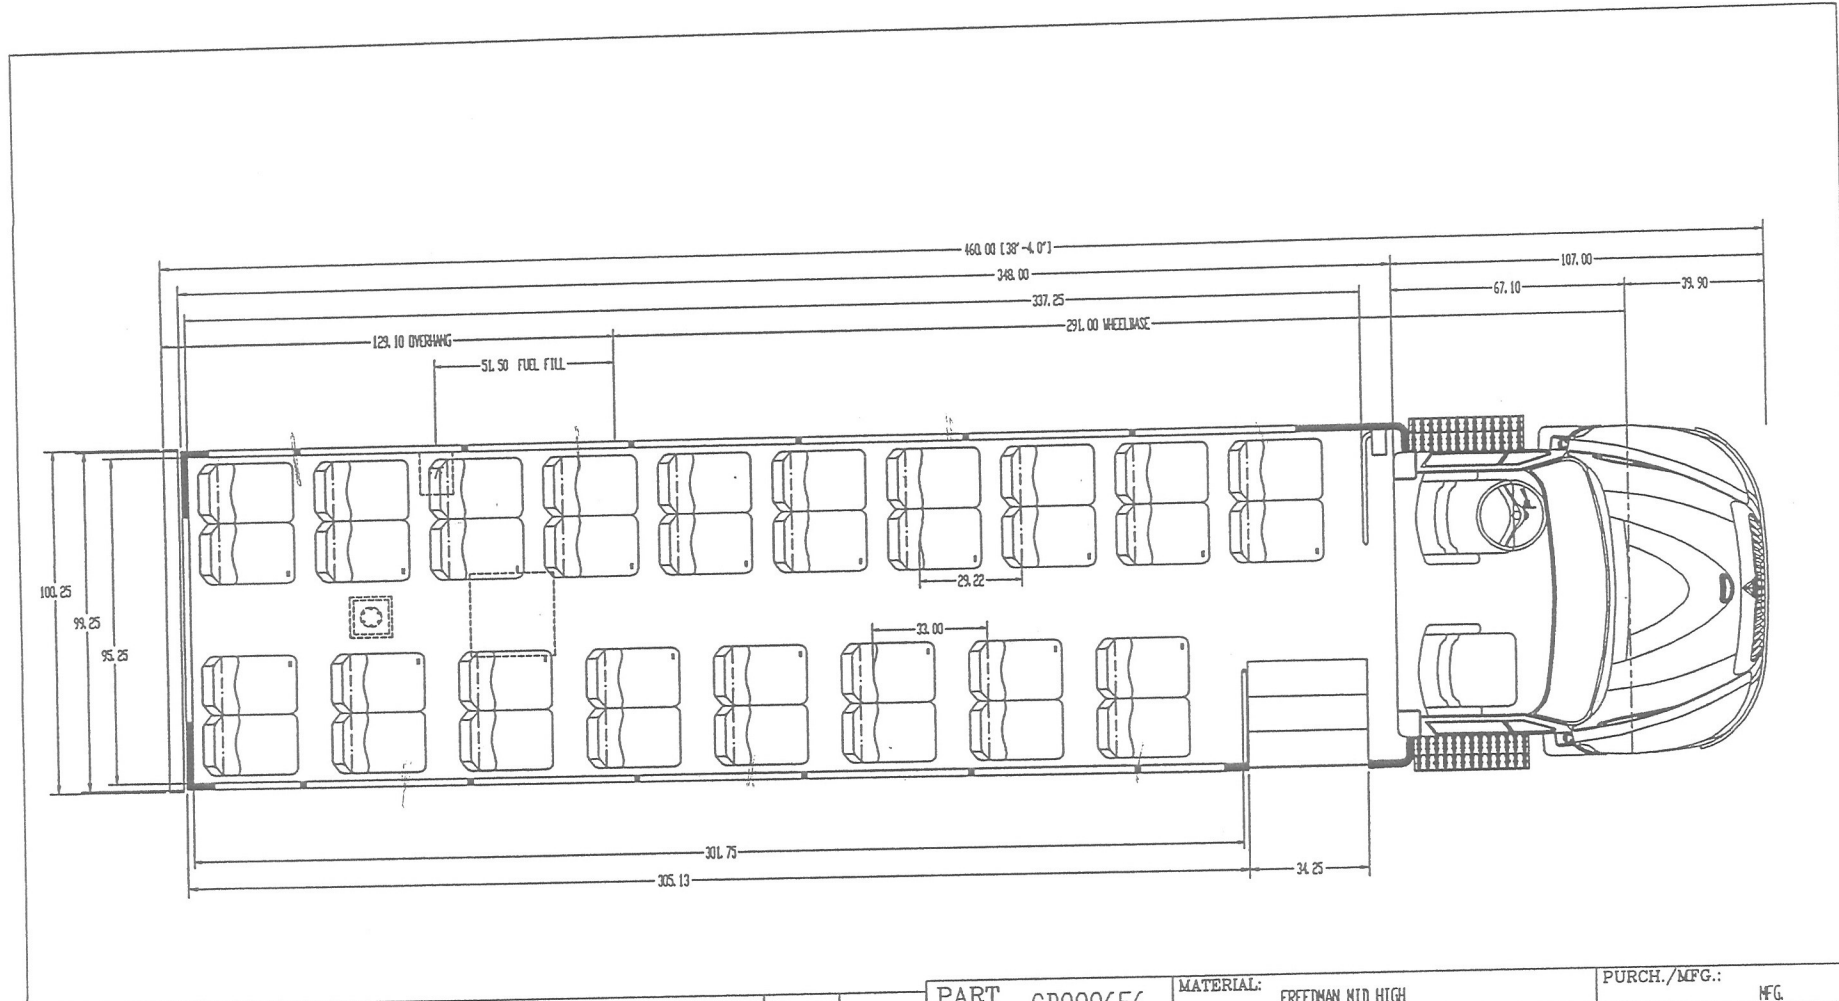 460.00 [38'-4.0"]
348.00
107.00
337.25
67.10
39.90
129.10 OVERHANG
291.00 WHEELBASE
51.50 FUEL FILL
29.22
33.00
100.25
99.25
95.25
301.75
305.13
34.25
PART
MATERIAL:
FREEDMAN MID HIGH
PURCH./MFG.:
MFG.